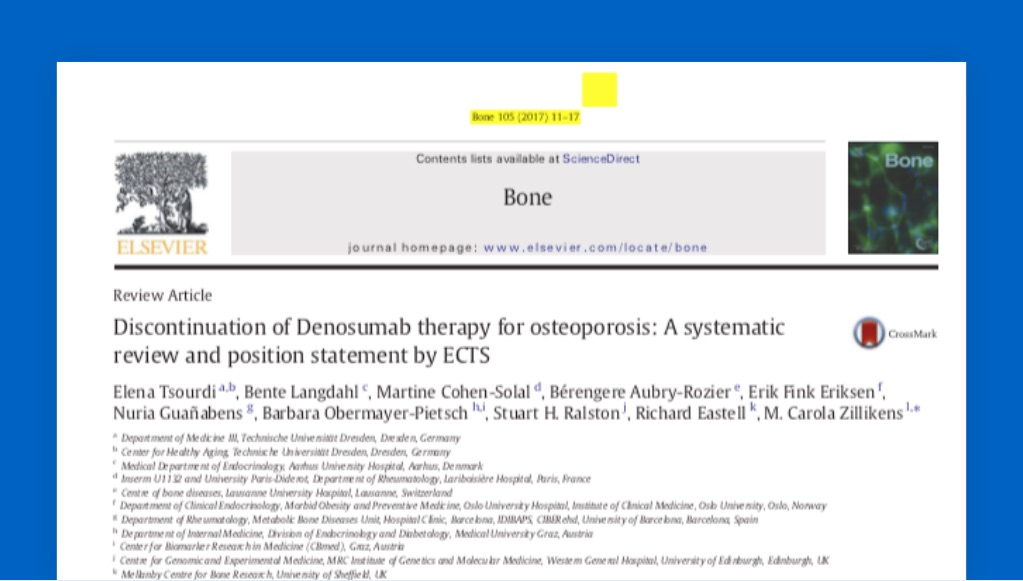 Bone 105 (2017) 11–17
Contents lists available at ScienceDirect
Bone
journal homepage: www.elsevier.com/locate/bone
ELSEVIER
Bone
Review Article
Discontinuation of Denosumab therapy for osteoporosis: A systematic
review and position statement by ECTS
CrossMark
Elena Tsourdi a,b, Bente Langdahl c, Martine Cohen-Solal d, Bérengere Aubry-Rozier e, Erik Fink Eriksen f,
Nuria Guañabens g, Barbara Obermayer-Pietsch h,i, Stuart H. Ralston j, Richard Eastell k, M. Carola Zillikens l,*
a Department of Medicine III, Technische Universität Dresden, Dresden, Germany
b Center for Healthy Aging, Technische Universität Dresden, Dresden, Germany
c Medical Department of Endocrinology, Aarhus University Hospital, Aarhus, Denmark
d Inserm U1132 and University Paris-Diderot, Department of Rheumatology, Lariboisière Hospital, Paris, France
e Centre of bone diseases, Lausanne University Hospital, Lausanne, Switzerland
f Department of Clinical Endocrinology, Morbid Obesity and Preventive Medicine, Oslo University Hospital, Institute of Clinical Medicine, Oslo University, Oslo, Norway
g Department of Rheumatology, Metabolic Bone Diseases Unit, Hospital Clínic, Barcelona, IDIBAPS, CIBERehd, University of Barcelona, Barcelona, Spain
h Department of Internal Medicine, Division of Endocrinology and Diabetology, Medical University Graz, Austria
i Center for Biomarker Research in Medicine (CBmed), Graz, Austria
j Centre for Genomic and Experimental Medicine, MRC Institute of Genetics and Molecular Medicine, Western General Hospital, University of Edinburgh, Edinburgh, UK
k Mellanby Centre for Bone Research, University of Sheffield, UK